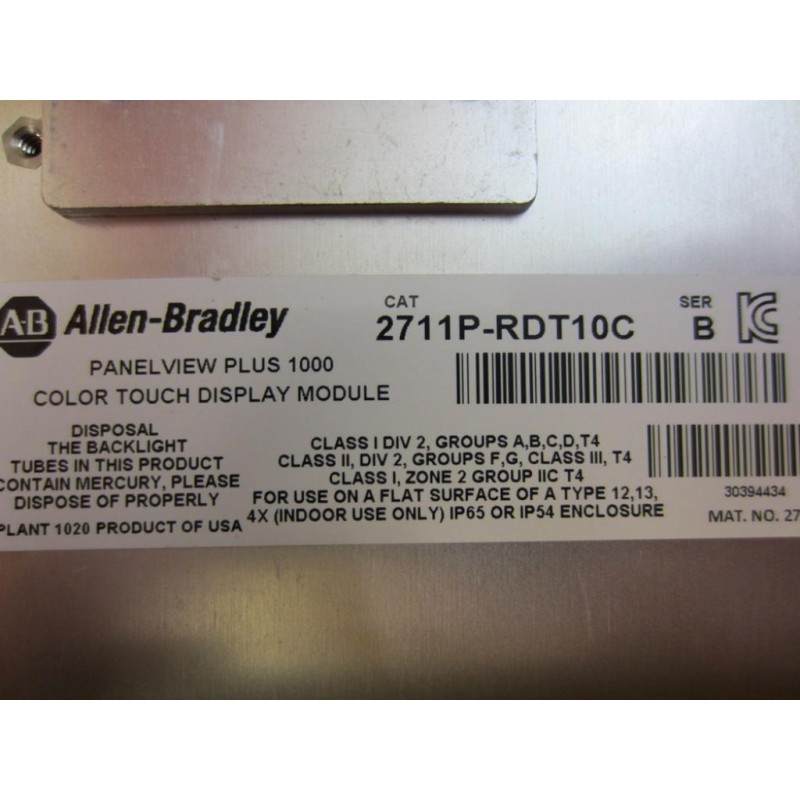 A-B Allen-Bradley
CAT
2711P-RDT10C
SER
B
KC
PANELVIEW PLUS 1000
COLOR TOUCH DISPLAY MODULE
DISPOSAL
THE BACKLIGHT
TUBES IN THIS PRODUCT
CONTAIN MERCURY, PLEASE
DISPOSE OF PROPERLY
PLANT 1020 PRODUCT OF USA
CLASS I DIV 2, GROUPS A,B,C,D,T4
CLASS II, DIV 2, GROUPS F,G, CLASS III, T4
CLASS I, ZONE 2 GROUP IIC T4
FOR USE ON A FLAT SURFACE OF A TYPE 12,13,
4X (INDOOR USE ONLY) IP65 OR IP54 ENCLOSURE
30394434
MAT. NO. 27